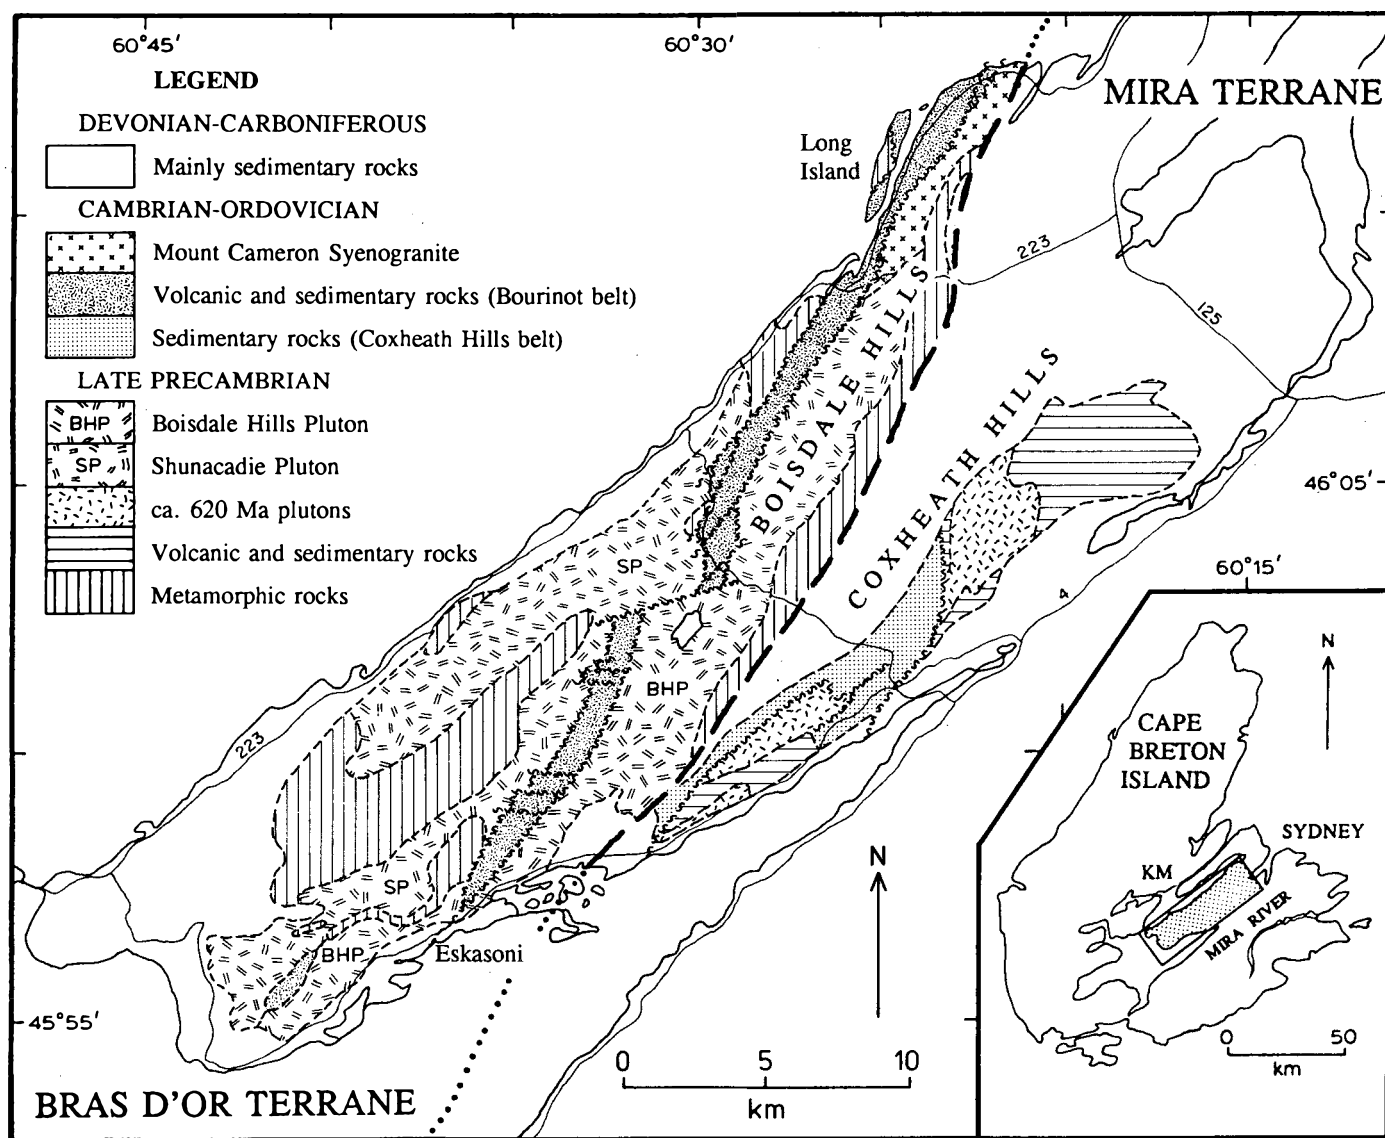 60°45′
60°30′
LEGEND
DEVONIAN-CARBONIFEROUS
Mainly sedimentary rocks
CAMBRIAN-ORDOVICIAN
Mount Cameron Syenogranite
Volcanic and sedimentary rocks (Bourinot belt)
Sedimentary rocks (Coxheath Hills belt)
LATE PRECAMBRIAN
BHP
Boisdale Hills Pluton
SP
Shunacadie Pluton
ca. 620 Ma plutons
Volcanic and sedimentary rocks
Metamorphic rocks
MIRA TERRANE
Long
Island
223
125
BOISDALE HILLS
COXHEATH HILLS
46°05′
60°15′
4
SP
BHP
223
SP
BHP
Eskasoni
N
45°55′
BRAS D'OR TERRANE
0 5 10
km
N
CAPE
BRETON
ISLAND
SYDNEY
KM
MIRA RIVER
0 50
km